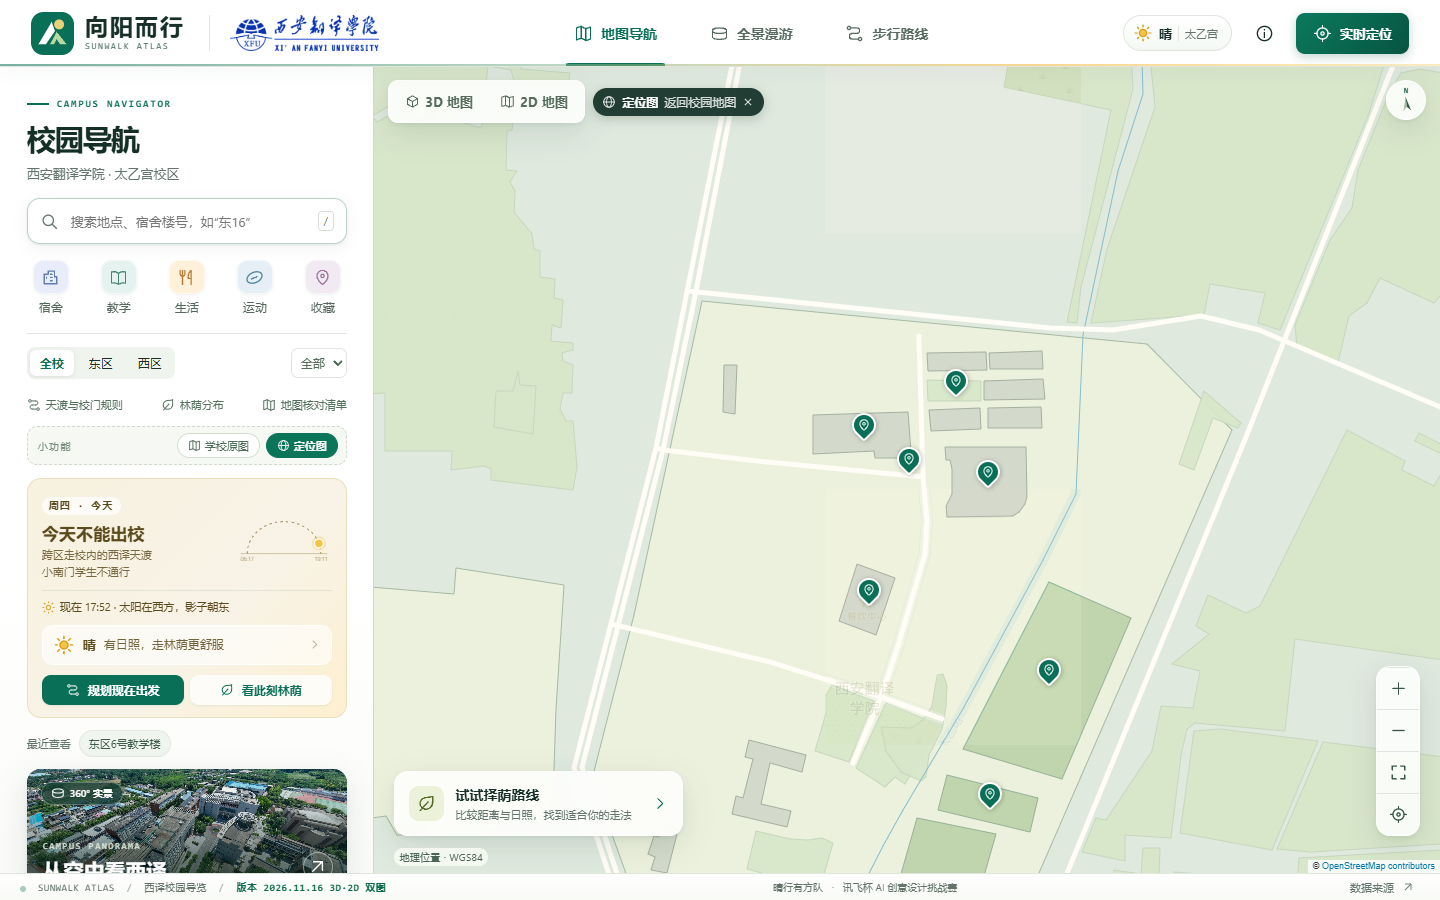 向阳而行
SUNWALK ATLAS
西安翻译学院
XFU
XI' AN FANYI UNIVERSITY
地图导航
全景漫游
步行路线
晴 太乙宫
实时定位
CAMPUS NAVIGATOR
校园导航
西安翻译学院 · 太乙宫校区
搜索地点、宿舍楼号，如“东16”
/
宿舍
教学
生活
运动
收藏
全校
东区
西区
全部
天渡与校门规则
林荫分布
地图核对清单
小功能
学校原图
定位图
周四 · 今天
今天不能出校
跨区走校内的西译天渡
小南门学生不通行
现在 17:52 · 太阳在西方，影子朝东
晴 有日照，走林荫更舒服
规划现在出发
看此刻林荫
最近查看
东区6号教学楼
360° 实景
CAMPUS PANORAMA
从空中看西译
3D 地图
2D 地图
定位图 返回校园地图 ×
N
西安翻译
学院
试试择荫路线
比较距离与日照，找到适合你的走法
地理位置 · WGS84
© OpenStreetMap contributors
SUNWALK ATLAS / 西译校园导览 / 版本 2026.11.16 3D·2D 双图
晴行有方队 · 讯飞杯 AI 创意设计挑战赛
数据来源